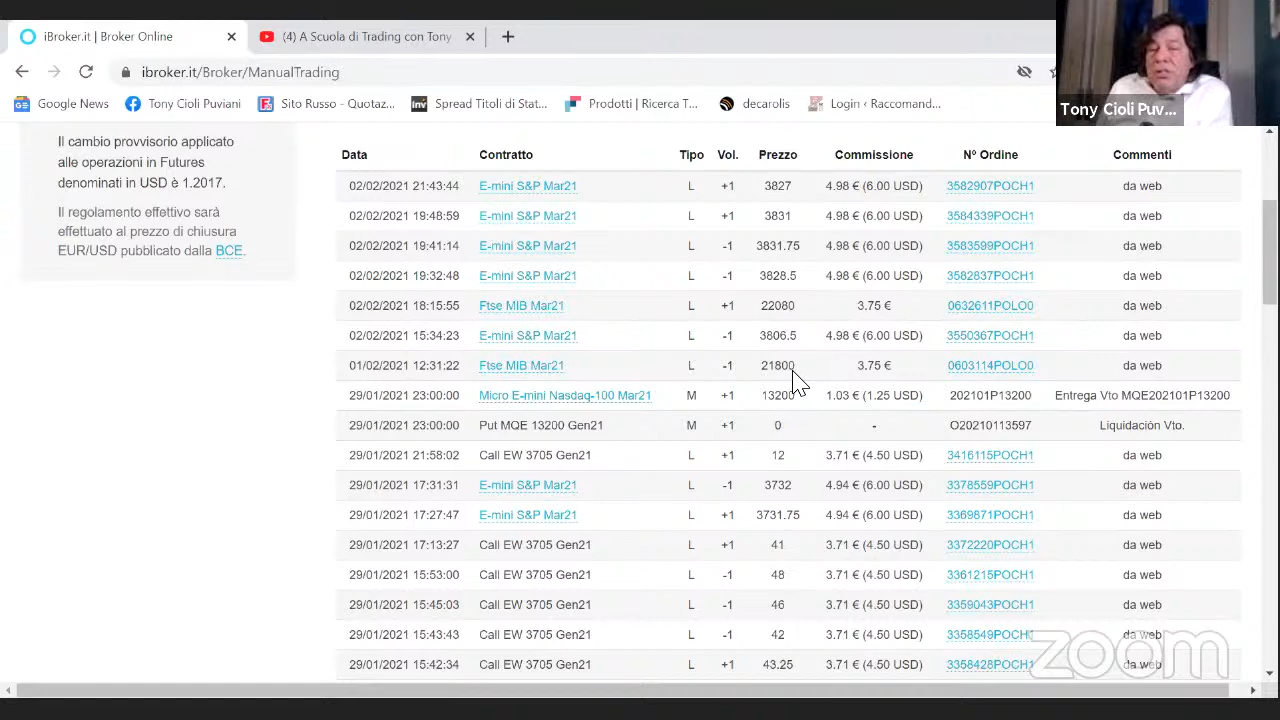 iBroker.it | Broker Online
(4) A Scuola di Trading con Tony
ibroker.it/Broker/ManualTrading
Google News Tony Cioli Puviani Sito Russo - Quotaz... Spread Titoli di Stat... Prodotti | Ricerca T... decarolis Login ‹ Raccomand...
Tony Cioli Puv...
Il cambio provvisorio applicato
alle operazioni in Futures
denominati in USD è 1.2017.
Il regolamento effettivo sarà
effettuato al prezzo di chiusura
EUR/USD pubblicato dalla BCE.
Data Contratto Tipo Vol. Prezzo Commissione Nº Ordine Commenti
02/02/2021 21:43:44 E-mini S&P Mar21 L +1 3827 4.98 € (6.00 USD) 3582907POCH1 da web
02/02/2021 19:48:59 E-mini S&P Mar21 L +1 3831 4.98 € (6.00 USD) 3584339POCH1 da web
02/02/2021 19:41:14 E-mini S&P Mar21 L -1 3831.75 4.98 € (6.00 USD) 3583599POCH1 da web
02/02/2021 19:32:48 E-mini S&P Mar21 L -1 3828.5 4.98 € (6.00 USD) 3582837POCH1 da web
02/02/2021 18:15:55 Ftse MIB Mar21 L +1 22080 3.75 € 0632611POLO0 da web
02/02/2021 15:34:23 E-mini S&P Mar21 L -1 3806.5 4.98 € (6.00 USD) 3550367POCH1 da web
01/02/2021 12:31:22 Ftse MIB Mar21 L -1 21800 3.75 € 0603114POLO0 da web
29/01/2021 23:00:00 Micro E-mini Nasdaq-100 Mar21 M +1 13200 1.03 € (1.25 USD) 202101P13200 Entrega Vto MQE202101P13200
29/01/2021 23:00:00 Put MQE 13200 Gen21 M +1 0 - O20210113597 Liquidación Vto.
29/01/2021 21:58:02 Call EW 3705 Gen21 L +1 12 3.71 € (4.50 USD) 3416115POCH1 da web
29/01/2021 17:31:31 E-mini S&P Mar21 L -1 3732 4.94 € (6.00 USD) 3378559POCH1 da web
29/01/2021 17:27:47 E-mini S&P Mar21 L +1 3731.75 4.94 € (6.00 USD) 3369871POCH1 da web
29/01/2021 17:13:27 Call EW 3705 Gen21 L +1 41 3.71 € (4.50 USD) 3372220POCH1 da web
29/01/2021 15:53:00 Call EW 3705 Gen21 L -1 48 3.71 € (4.50 USD) 3361215POCH1 da web
29/01/2021 15:45:03 Call EW 3705 Gen21 L -1 46 3.71 € (4.50 USD) 3359043POCH1 da web
29/01/2021 15:43:43 Call EW 3705 Gen21 L -1 42 3.71 € (4.50 USD) 3358549POCH1 da web
29/01/2021 15:42:34 Call EW 3705 Gen21 L +1 43.25 3.71 € (4.50 USD) 3358428POCH1 da web
zoom